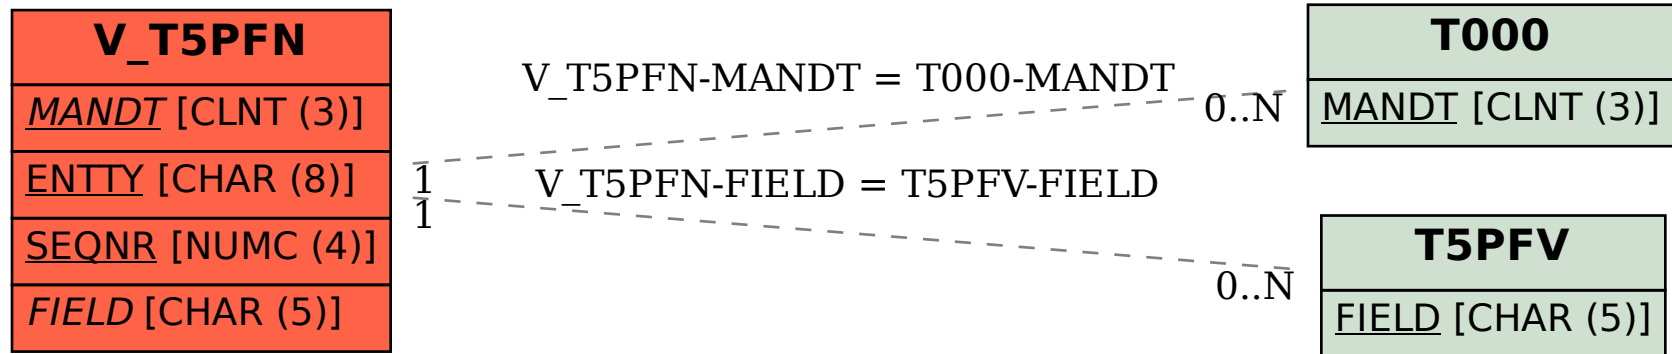 V_T5PFN
MANDT [CLNT (3)]
ENTTY [CHAR (8)]
SEQNR [NUMC (4)]
FIELD [CHAR (5)]
V_T5PFN-MANDT = T000-MANDT
0..N
1
V_T5PFN-FIELD = T5PFV-FIELD
1
0..N
T000
MANDT [CLNT (3)]
T5PFV
FIELD [CHAR (5)]